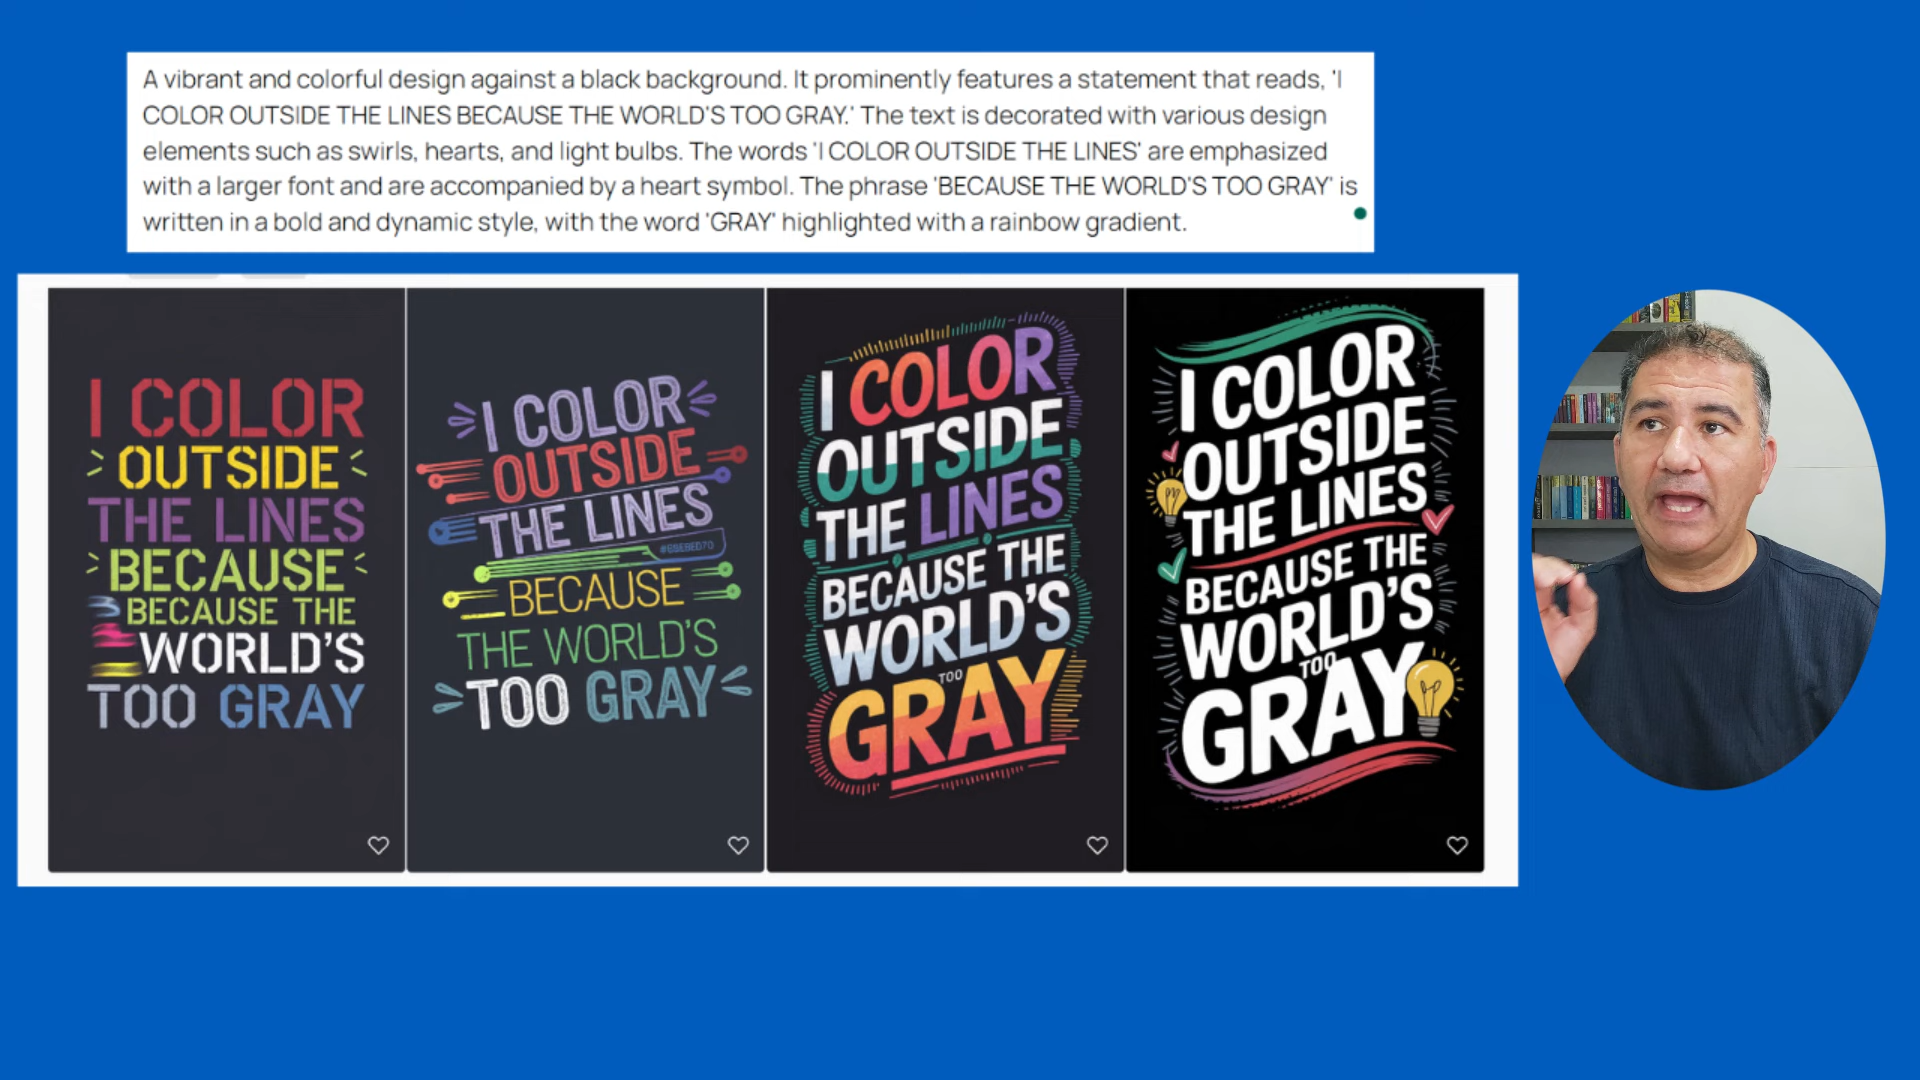 A vibrant and colorful design against a black background. It prominently features a statement that reads, 'I
COLOR OUTSIDE THE LINES BECAUSE THE WORLD'S TOO GRAY.' The text is decorated with various design
elements such as swirls, hearts, and light bulbs. The words 'I COLOR OUTSIDE THE LINES' are emphasized
with a larger font and are accompanied by a heart symbol. The phrase 'BECAUSE THE WORLD'S TOO GRAY' is
written in a bold and dynamic style, with the word 'GRAY' highlighted with a rainbow gradient.
I COLOR
OUTSIDE
THE LINES
BECAUSE
BECAUSE THE
WORLD'S
TOO GRAY
I COLOR
OUTSIDE
THE LINES
BECAUSE
THE WORLD'S
TOO GRAY
I COLOR
OUTSIDE
THE LINES
BECAUSE THE
WORLD'S
TOO
GRAY
I COLOR
OUTSIDE
THE LINES
BECAUSE THE
WORLD'S
TOO
GRAY